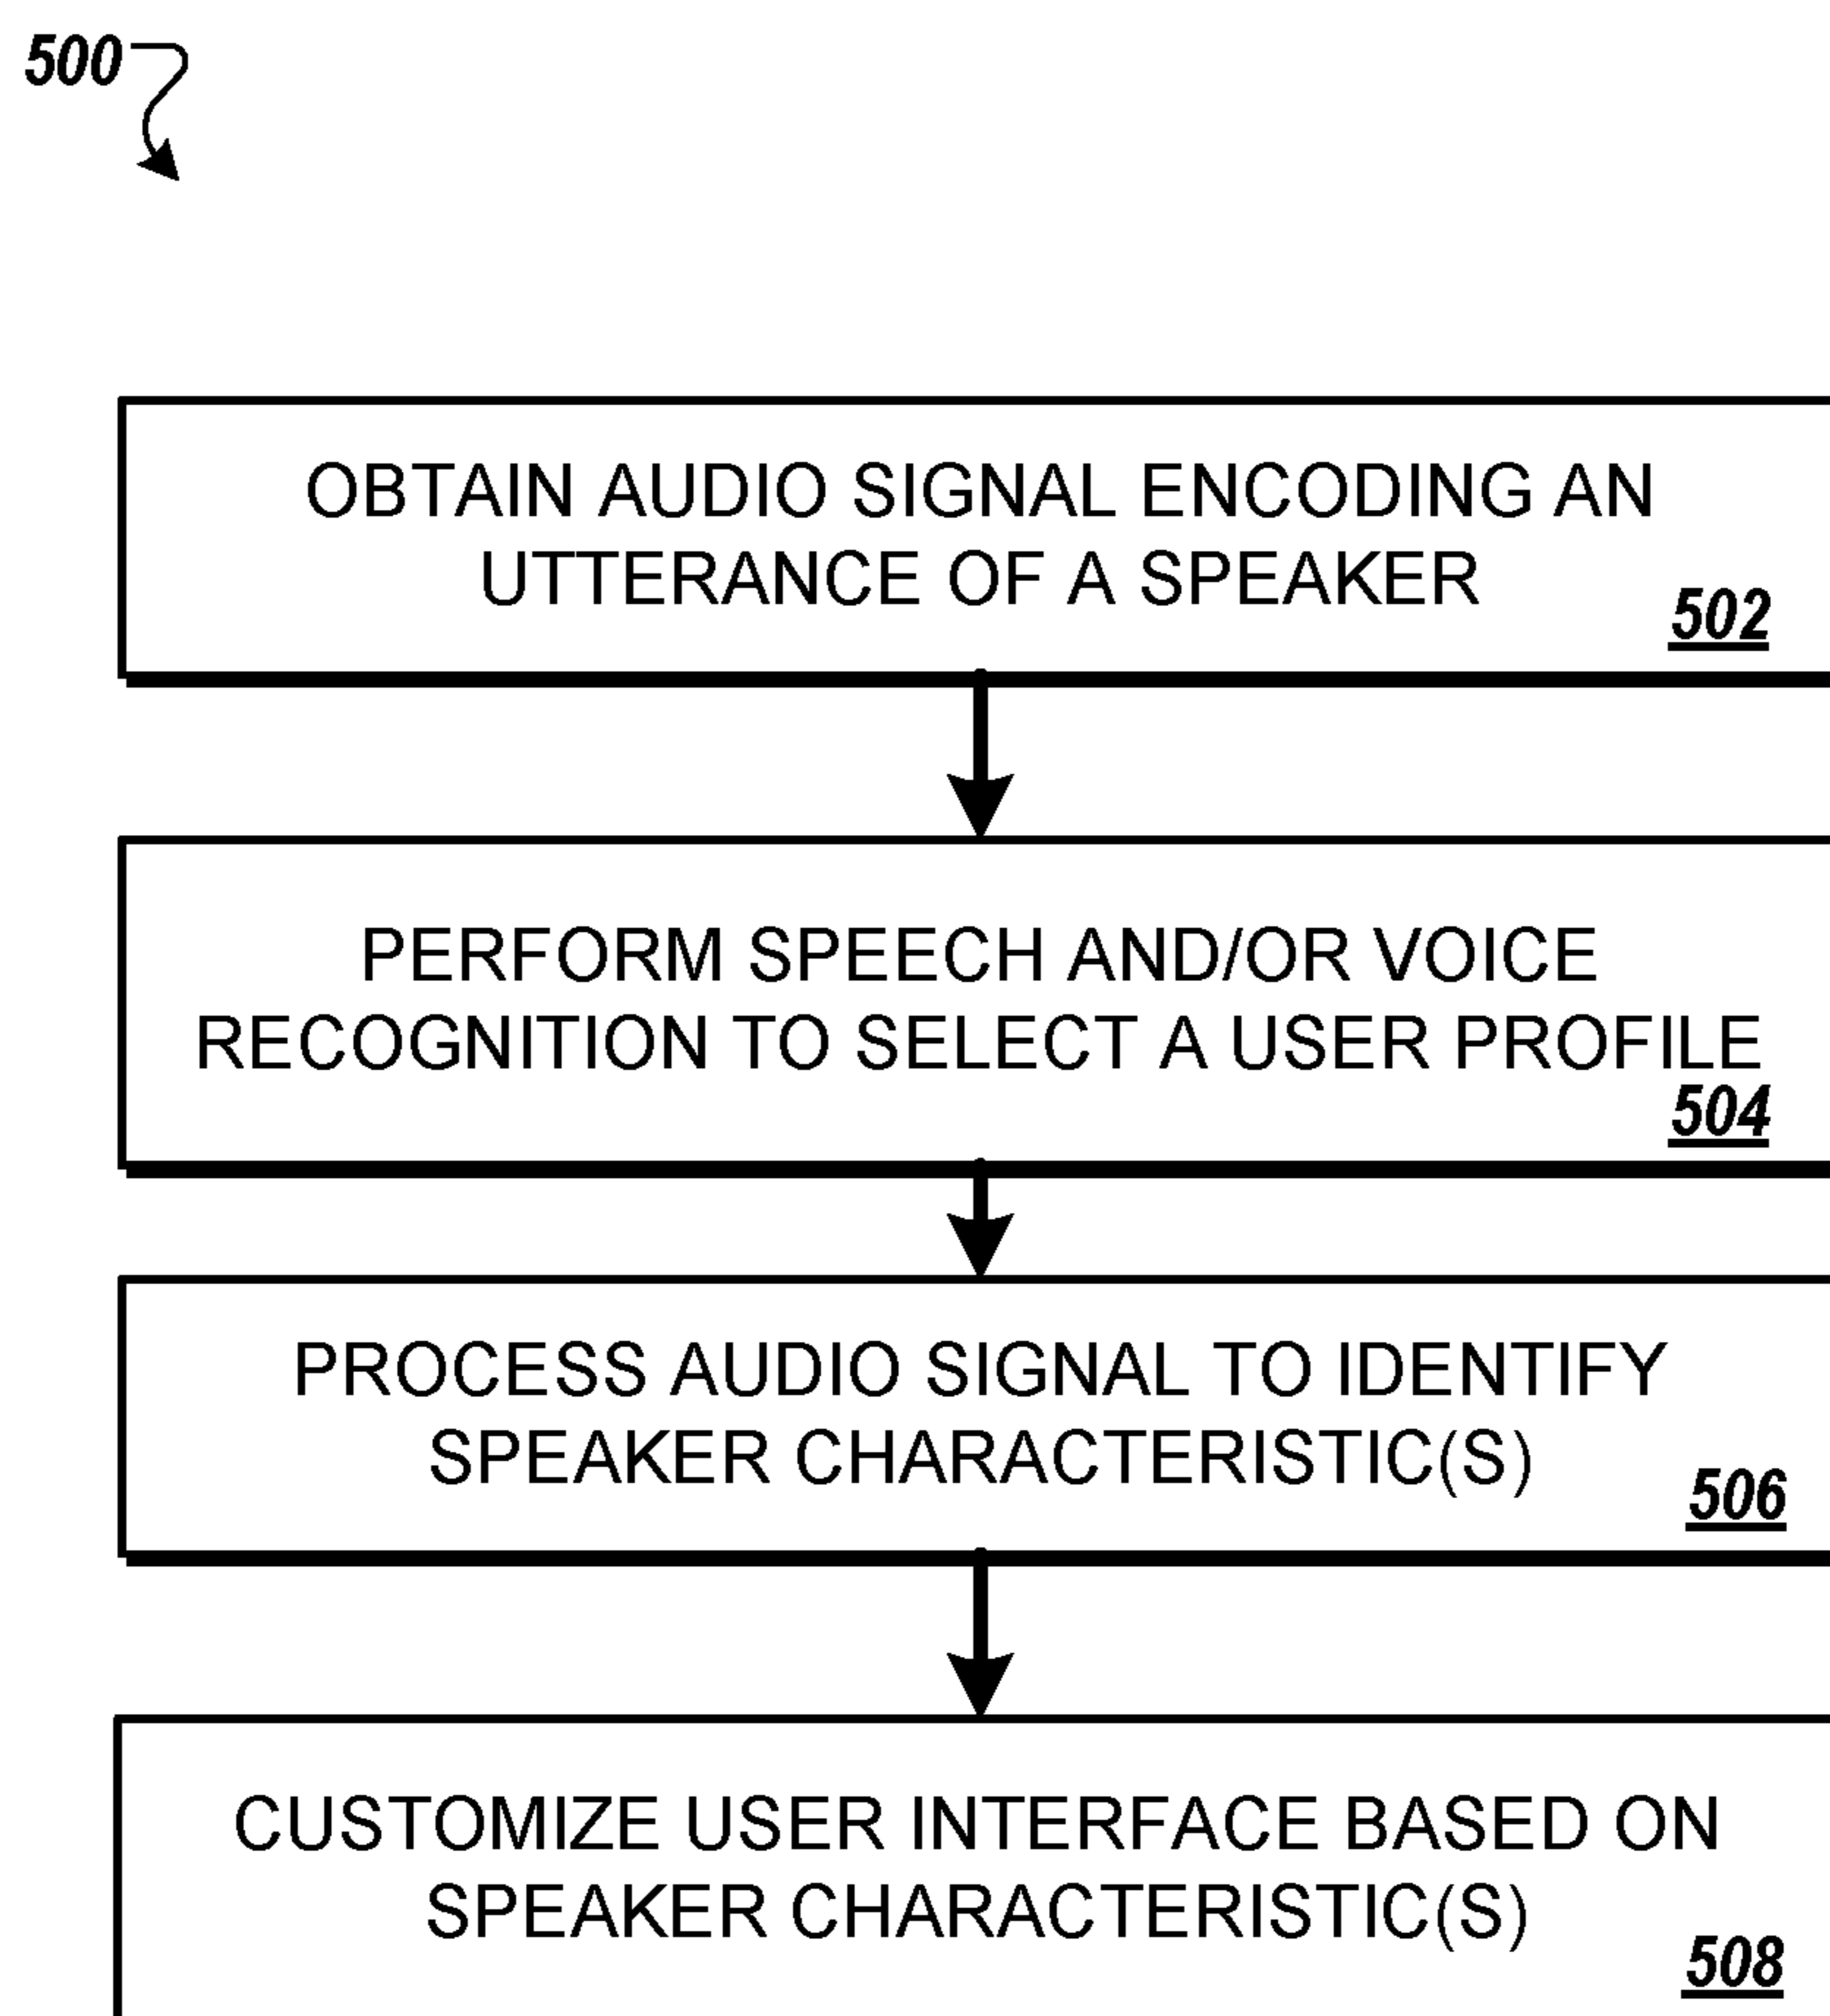 500
OBTAIN AUDIO SIGNAL ENCODING AN
UTTERANCE OF A SPEAKER
502
PERFORM SPEECH AND/OR VOICE
RECOGNITION TO SELECT A USER PROFILE
504
PROCESS AUDIO SIGNAL TO IDENTIFY
SPEAKER CHARACTERISTIC(S)
506
CUSTOMIZE USER INTERFACE BASED ON
SPEAKER CHARACTERISTIC(S)
508